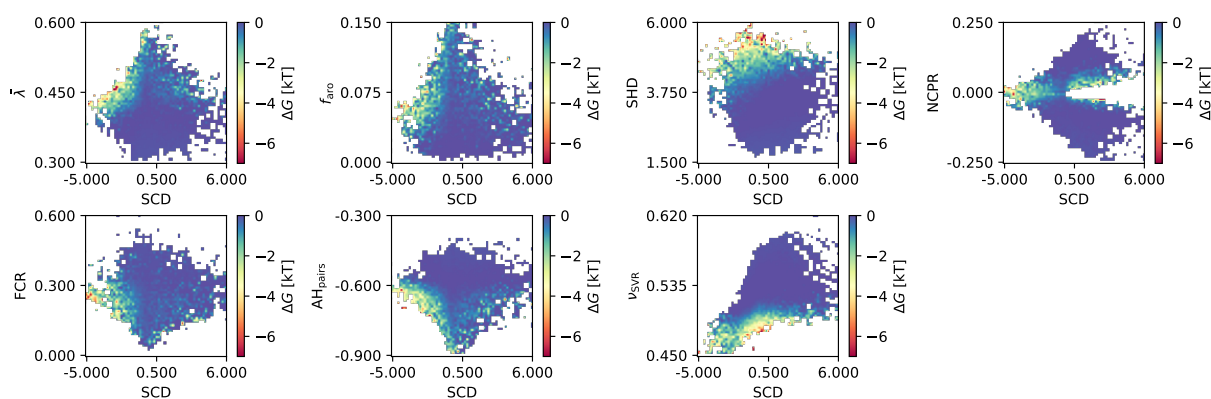 0.600
0.450
0.300
λ̄
-5.000 0.500 6.000
SCD
0
−2
−4
−6
ΔG [kT]
0.150
0.075
0.000
f_aro
-5.000 0.500 6.000
SCD
0
−2
−4
−6
ΔG [kT]
6.000
3.750
1.500
SHD
-5.000 0.500 6.000
SCD
0
−2
−4
−6
ΔG [kT]
0.250
0.000
-0.250
NCPR
-5.000 0.500 6.000
SCD
0
−2
−4
−6
ΔG [kT]
0.600
0.300
0.000
FCR
-5.000 0.500 6.000
SCD
0
−2
−4
−6
ΔG [kT]
-0.300
-0.600
-0.900
AH_pairs
-5.000 0.500 6.000
SCD
0
−2
−4
−6
ΔG [kT]
0.620
0.535
0.450
ν_SVR
-5.000 0.500 6.000
SCD
0
−2
−4
−6
ΔG [kT]